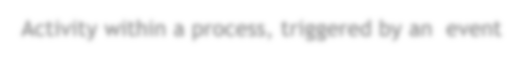 Activity within a process, triggered by an event